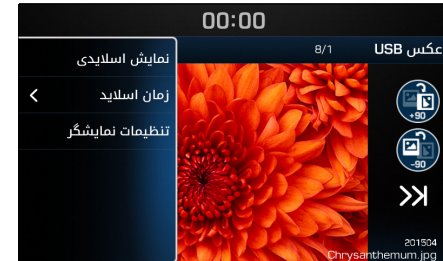 00:00
عکس USB
8/1
نمایش اسلایدی
زمان اسلاید
تنظیمات نمایشگر
+90
-90
201504
Chrysanthemum.jpg